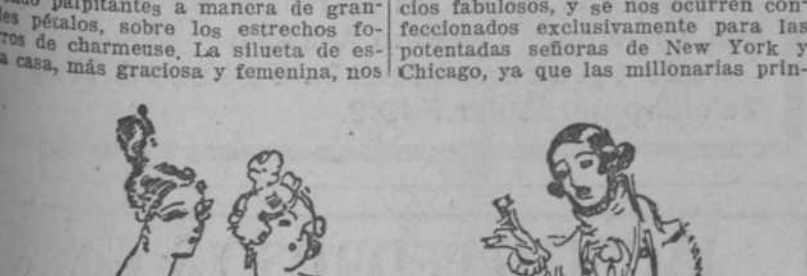 palpitantes a manera de gran-
des pétalos, sobre los estrechos fo-
rros de charmeuse. La silueta de es-
a casa, más graciosa y femenina, nos
cios fabulosos, y se nos ocurren con-
feccionados exclusivamente para las
potentadas señoras de New York y
Chicago, ya que las millonarias prin-